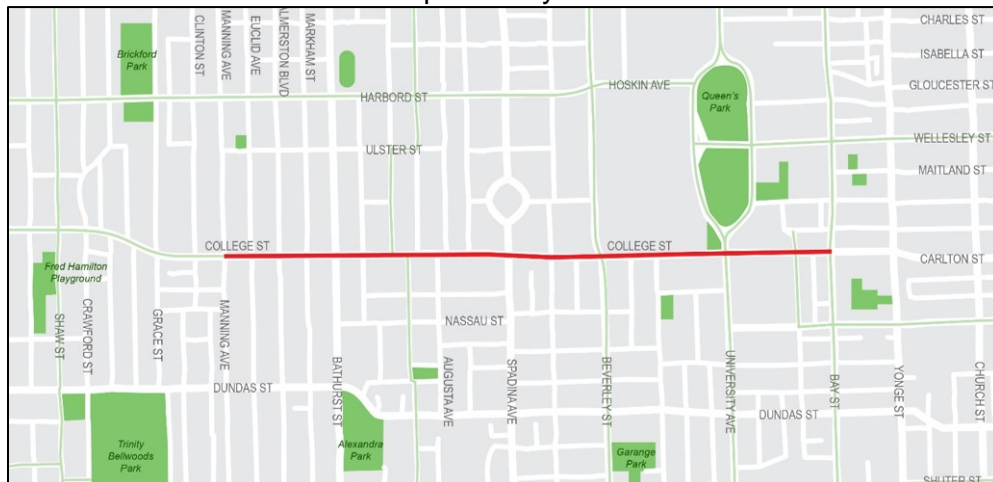 CHARLES ST
ISABELLA ST
GLOUCESTER ST
CLINTON ST
MANNING AVE
EUCLID AVE
MARKHAM ST
Brickford
Park
HARBORD ST
HOSKIN AVE
Queen's
Park
WELLESLEY ST
ULSTER ST
MAITLAND ST
COLLEGE ST
COLLEGE ST
CARLTON ST
Fred Hamilton
Playground
SHAW ST
CRAWFORD ST
GRACE ST
MANNING AVE
NASSAU ST
BATHURST ST
AUGUSTA AVE
SPADINA AVE
BEVERLEY ST
UNIVERSITY AVE
BAY ST
YONGE ST
CHURCH ST
DUNDAS ST
DUNDAS ST
Trinity
Bellwoods
Park
Alexandra
Park
Garange
Park
SHUTER ST